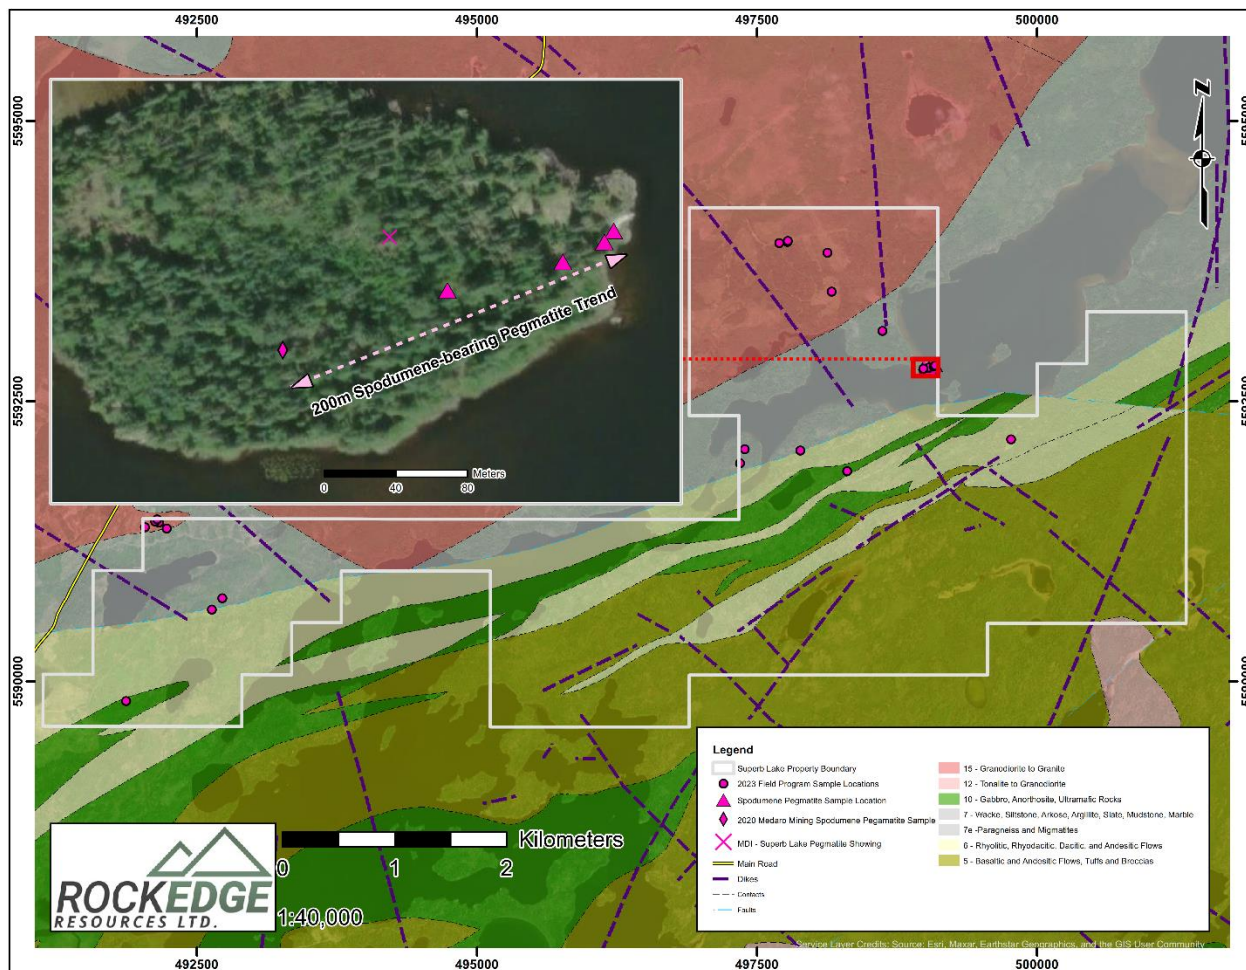 492500 495000 497500 500000
5595000 5595000
N
200m Spodumene-bearing Pegmatite Trend
Meters
0 40 80
5592500 5592500
5590000 5590000
Legend
Superb Lake Property Boundary
2023 Field Program Sample Locations
Spodumene Pegmatite Sample Location
2020 Medaro Mining Spodumene Pegamatite Sample
MDI - Superb Lake Pegmatite Showing
Main Road
Dikes
Contacts
Faults
15 - Granodiorite to Granite
12 - Tonalite to Granodiorite
10 - Gabbro, Anorthosite, Ultramafic Rocks
7 - Wacke, Siltstone, Arkose, Argillite, Slate, Mudstone, Marble
7e -Paragneiss and Migmatites
6 - Rhyolitic, Rhyodacitic, Dacitic, and Andesitic Flows
5 - Basaltic and Andesitic Flows, Tuffs and Breccias
Kilometers
0 1 2
ROCKEDGE
RESOURCES LTD.
1:40,000
Service Layer Credits: Source: Esri, Maxar, Earthstar Geographics, and the GIS User Community
492500 495000 497500 500000